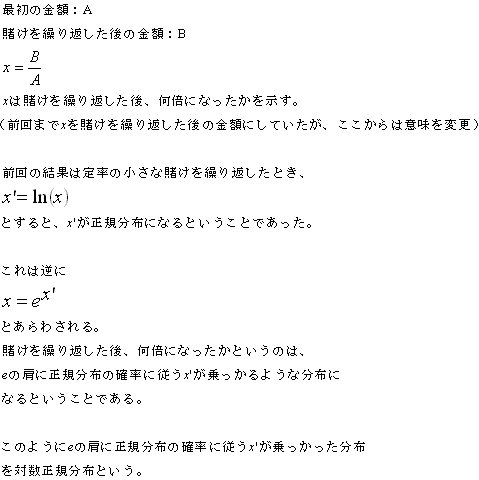 最初の金額：A
賭けを繰り返した後の金額：B
x = B/A
xは賭けを繰り返した後、何倍になったかを示す。
（前回までxを賭けを繰り返した後の金額にしていたが、ここからは意味を変更）
前回の結果は定率の小さな賭けを繰り返したとき、
x'= ln(x)
とすると、x'が正規分布になるということであった。
これは逆に
x = e^x'
とあらわされる。
賭けを繰り返した後、何倍になったかというのは、
eの肩に正規分布の確率に従うx'が乗っかるような分布に
なるということである。
このようにeの肩に正規分布の確率に従うx'が乗っかった分布
を対数正規分布という。